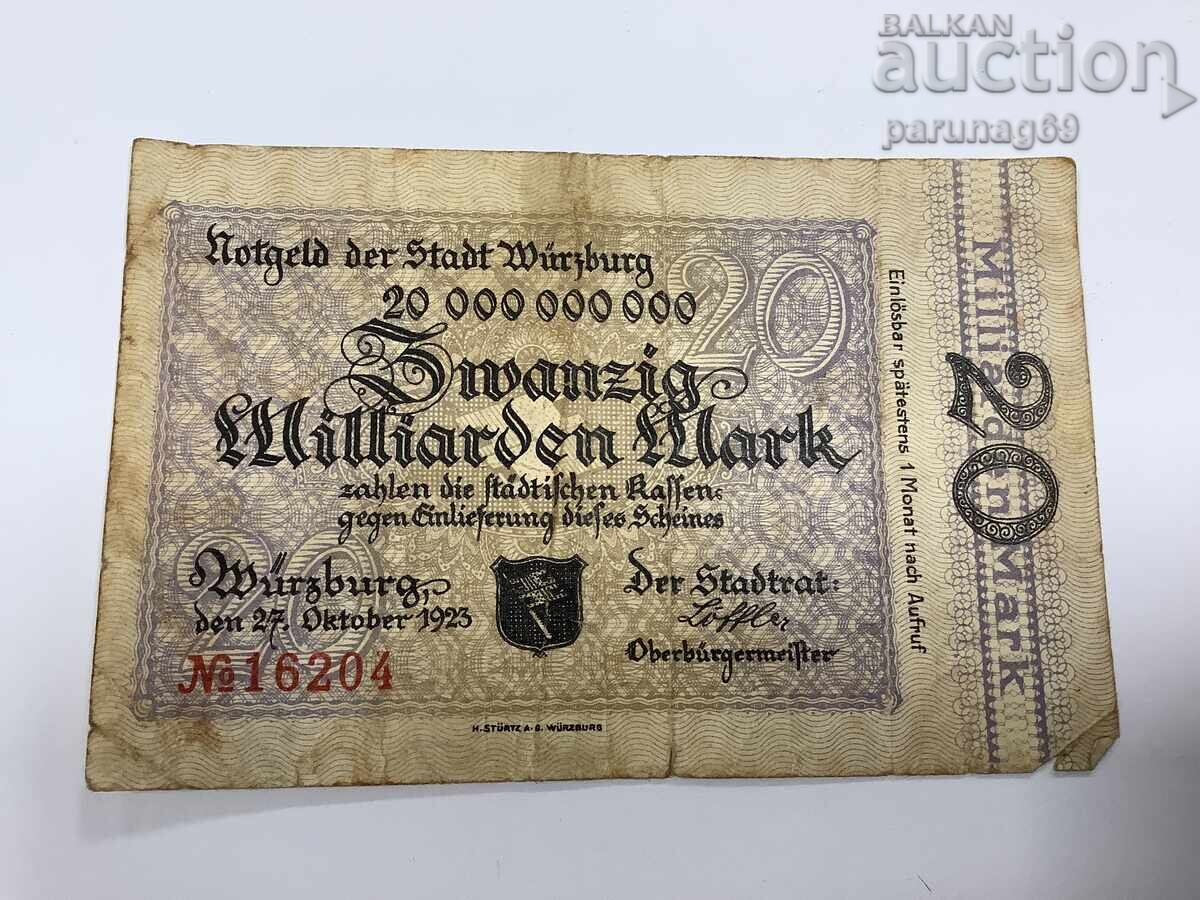 BALKAN
auction
parunag69
Notgeld der Stadt Würzburg
20 000 000 000
20
Zwanzig
Milliarden Mark
zahlen die städtischen Kassen
gegen Einlieferung dieses Scheines
20
Würzburg,
den 27. Oktober 1923
Der Stadtrat:
Löffler
Oberbürgermeister
№ 16204
H. STÜRTZ A. G. WÜRZBURG
Einlösbar spätestens 1 Monat nach Aufruf
Milliarden Mark
20